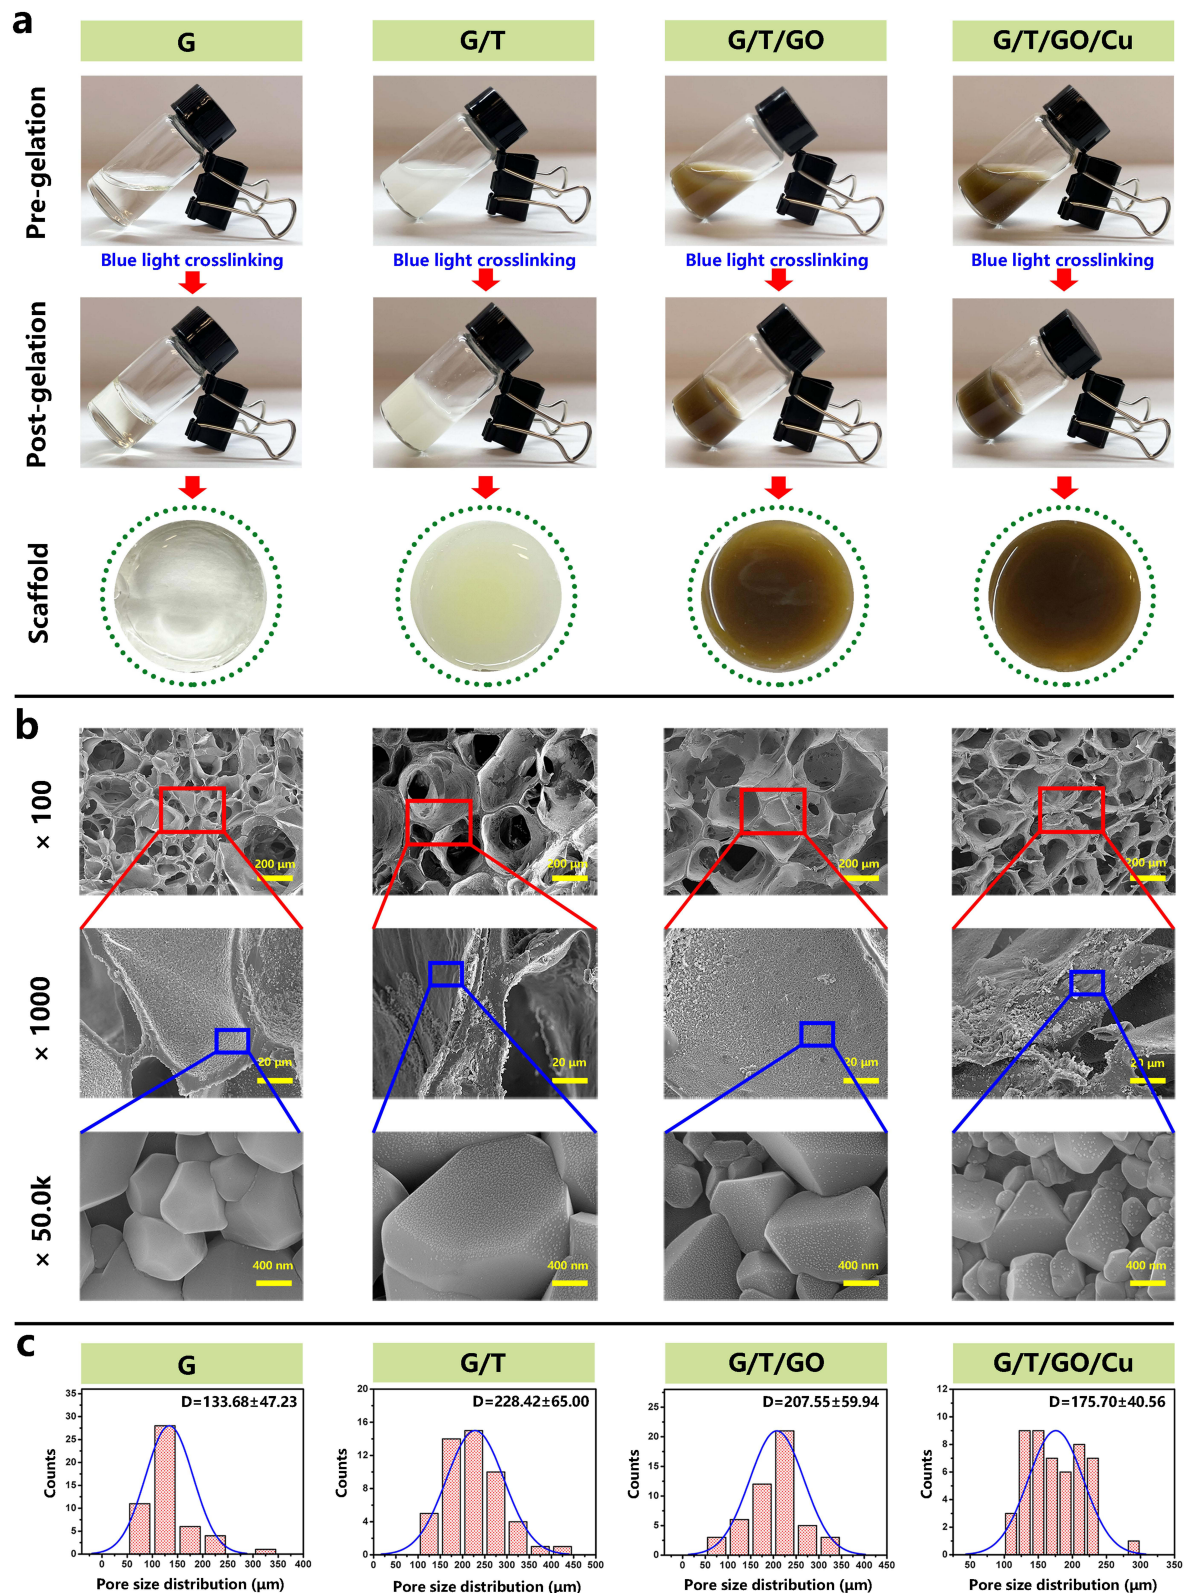 a
G G/T G/T/GO G/T/GO/Cu
Pre-gelation
Blue light crosslinking Blue light crosslinking Blue light crosslinking Blue light crosslinking
Post-gelation
Scaffold
b
× 100
200 μm 200 μm 200 μm 200 μm
× 1000
20 μm 20 μm 20 μm 20 μm
× 50.0k
400 nm 400 nm 400 nm 400 nm
c
G G/T G/T/GO G/T/GO/Cu
D=133.68±47.23
Counts
35
30
25
20
15
10
5
0
0 50 100 150 200 250 300 350 400
Pore size distribution (μm)
D=228.42±65.00
Counts
20
16
12
8
4
0
0 50 100 150 200 250 300 350 400 450 500
Pore size distribution (μm)
D=207.55±59.94
Counts
25
20
15
10
5
0
0 50 100 150 200 250 300 350 400 450
Pore size distribution (μm)
D=175.70±40.56
Counts
12
10
8
6
4
2
0
50 100 150 200 250 300 350
Pore size distribution (μm)